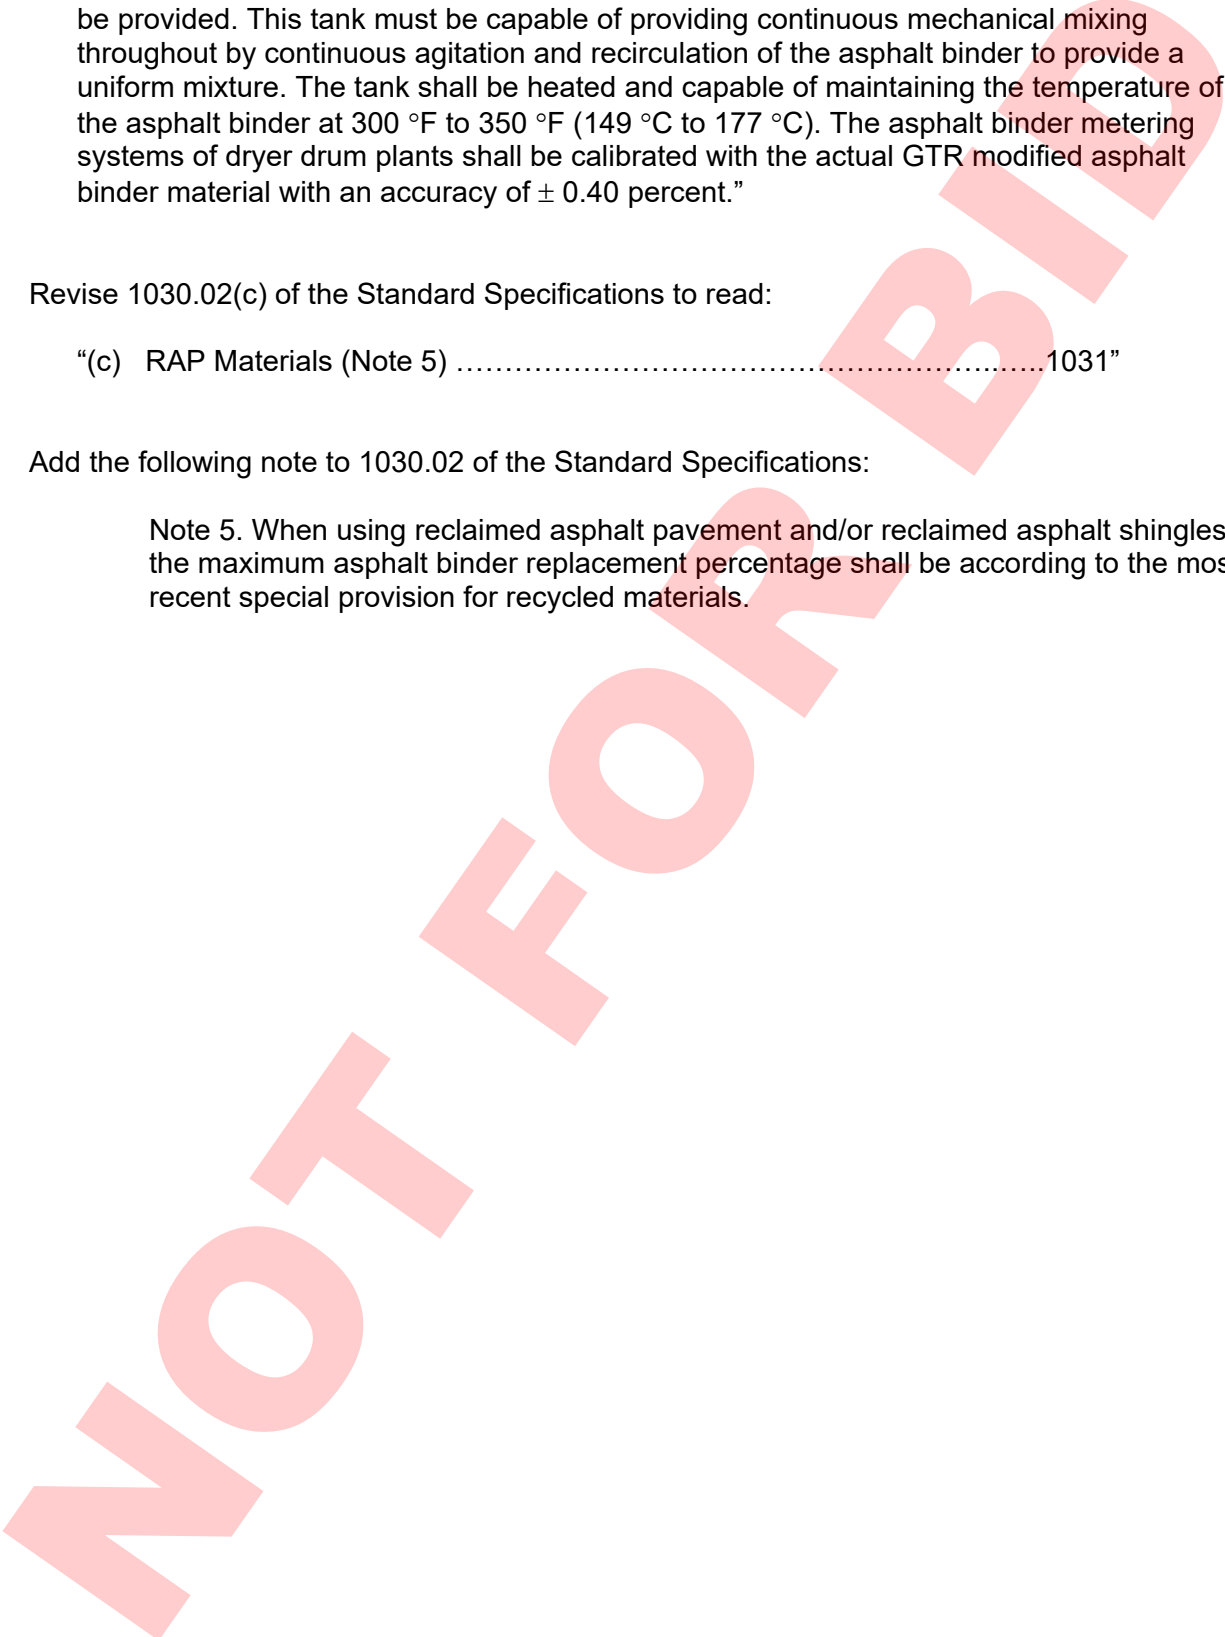 be provided. This tank must be capable of providing continuous mechanical mixing
throughout by continuous agitation and recirculation of the asphalt binder to provide a
uniform mixture. The tank shall be heated and capable of maintaining the temperature of
the asphalt binder at 300 °F to 350 °F (149 °C to 177 °C). The asphalt binder metering
systems of dryer drum plants shall be calibrated with the actual GTR modified asphalt
binder material with an accuracy of ± 0.40 percent.”
Revise 1030.02(c) of the Standard Specifications to read:
“(c) RAP Materials (Note 5) ……………………………………………..…..1031”
Add the following note to 1030.02 of the Standard Specifications:
Note 5. When using reclaimed asphalt pavement and/or reclaimed asphalt shingles
the maximum asphalt binder replacement percentage shall be according to the mos
recent special provision for recycled materials.
NOT FOR BID